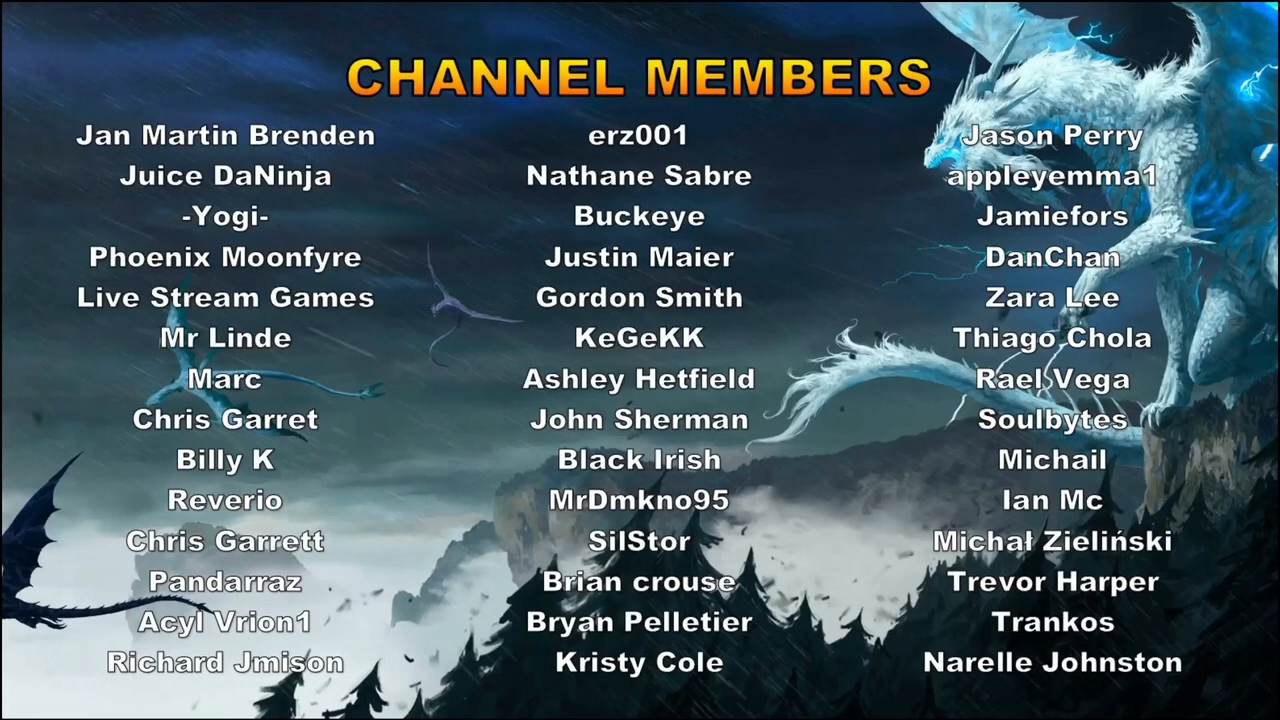 CHANNEL MEMBERS
Jan Martin Brenden
Juice DaNinja
-Yogi-
Phoenix Moonfyre
Live Stream Games
Mr Linde
Marc
Chris Garret
Billy K
Reverio
Chris Garrett
Pandarraz
Acyl Vrion1
Richard Jmison
erz001
Nathane Sabre
Buckeye
Justin Maier
Gordon Smith
KeGeKK
Ashley Hetfield
John Sherman
Black Irish
MrDmkno95
SilStor
Brian crouse
Bryan Pelletier
Kristy Cole
Jason Perry
appleyemma1
Jamiefors
DanChan
Zara Lee
Thiago Chola
Rael Vega
Soulbytes
Michail
Ian Mc
Michał Zieliński
Trevor Harper
Trankos
Narelle Johnston